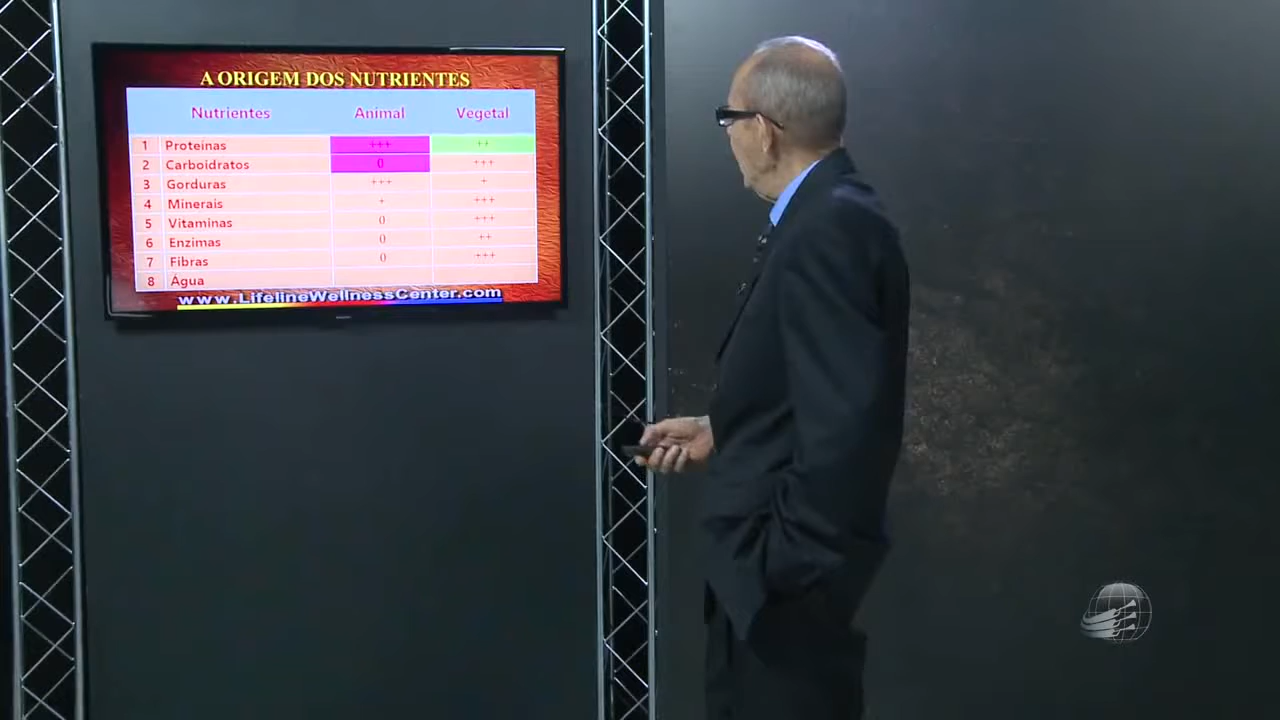 A ORIGEM DOS NUTRIENTES
Nutrientes Animal Vegetal
1 Proteínas +++ ++
2 Carboidratos 0 +++
3 Gorduras +++ +
4 Minerais + +++
5 Vitaminas 0 +++
6 Enzimas 0 ++
7 Fibras 0 +++
8 Água
www.LifelineWellnessCenter.com